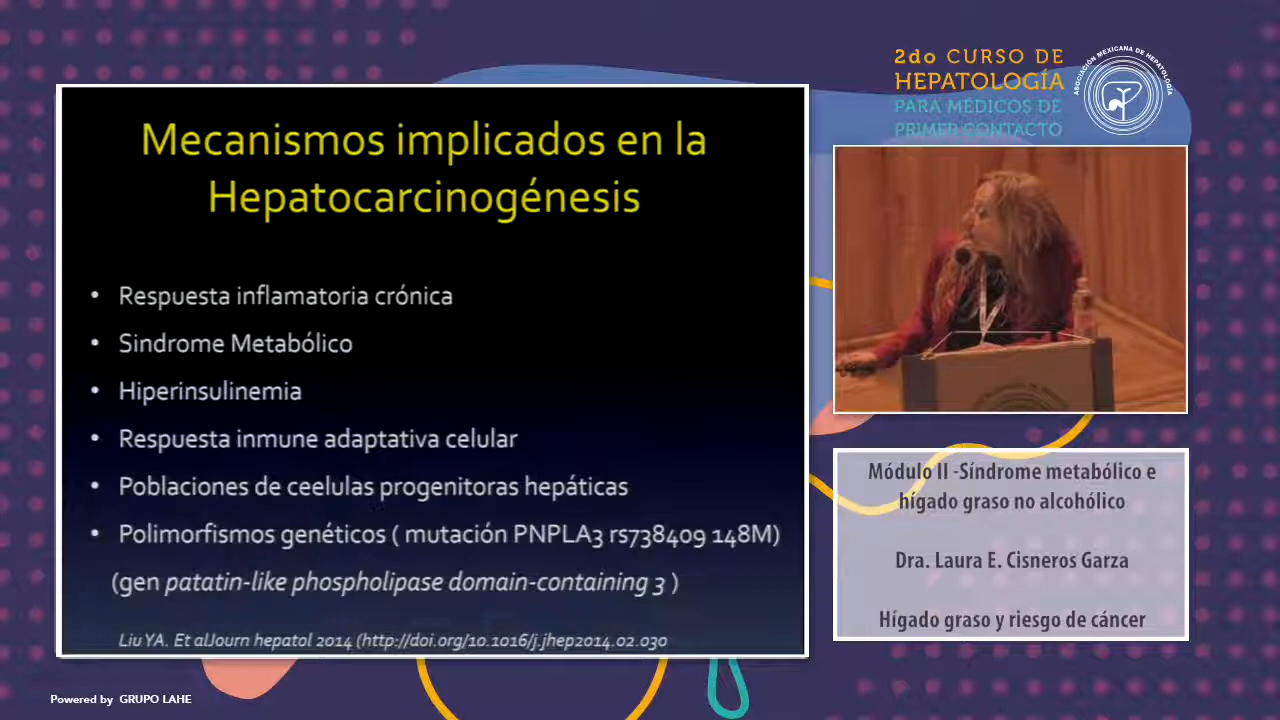 2do CURSO DE
HEPATOLOGÍA
PARA MÉDICOS DE
PRIMER CONTACTO
ASOCIACIÓN MEXICANA DE HEPATOLOGÍA
Mecanismos implicados en la
Hepatocarcinogénesis
• Respuesta inflamatoria crónica
• Sindrome Metabólico
• Hiperinsulinemia
• Respuesta inmune adaptativa celular
• Poblaciones de ceelulas progenitoras hepáticas
• Polimorfismos genéticos ( mutación PNPLA3 rs738409 148M)
(gen patatin-like phospholipase domain-containing 3 )
Liu YA. Et alJourn hepatol 2014 (http://doi.org/10.1016/j.jhep2014.02.030
Módulo II -Síndrome metabólico e
hígado graso no alcohólico
Dra. Laura E. Cisneros Garza
Hígado graso y riesgo de cáncer
Powered by GRUPO LAHE